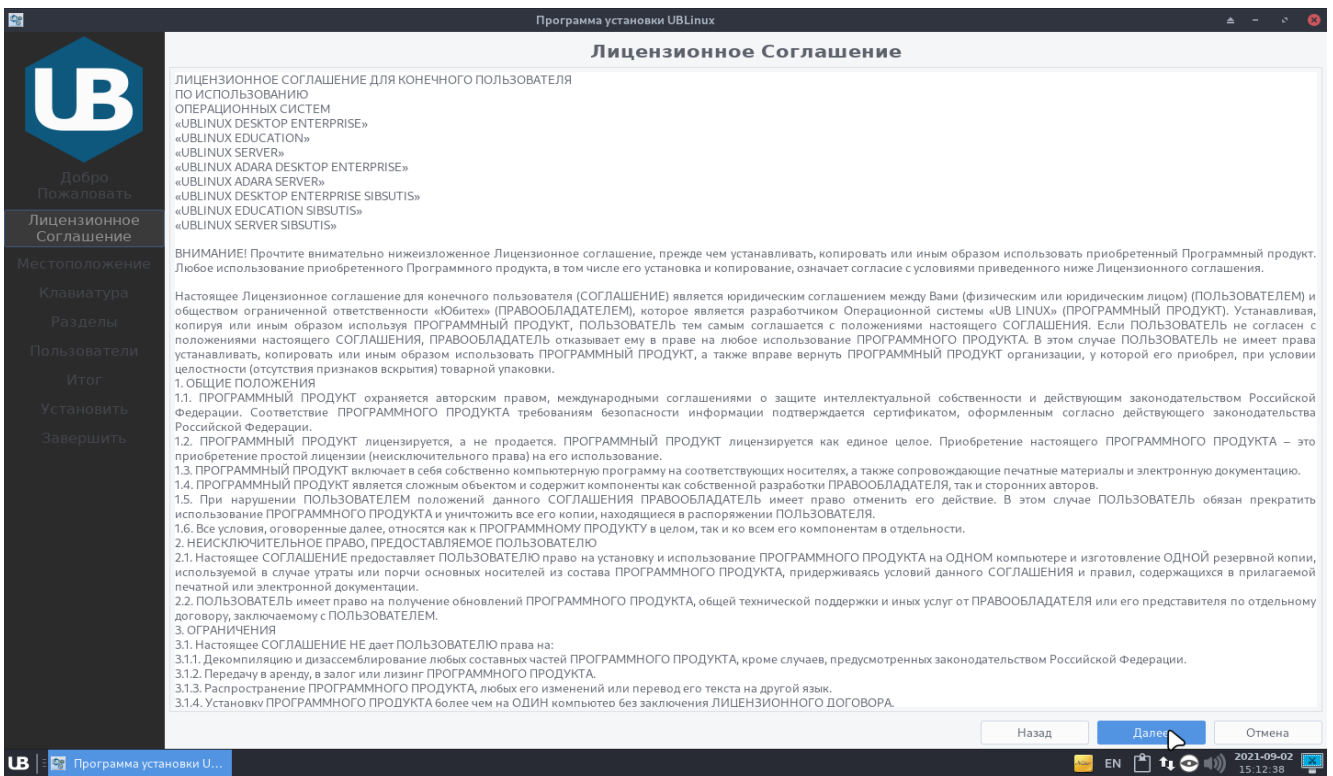 Программа установки UBLinux
UB
Лицензионное Соглашение
Добро
Пожаловать
Лицензионное
Соглашение
Местоположение
Клавиатура
Разделы
Пользователи
Итог
Установить
Завершить
ЛИЦЕНЗИОННОЕ СОГЛАШЕНИЕ ДЛЯ КОНЕЧНОГО ПОЛЬЗОВАТЕЛЯ
ПО ИСПОЛЬЗОВАНИЮ
ОПЕРАЦИОННЫХ СИСТЕМ
«UBLINUX DESKTOP ENTERPRISE»
«UBLINUX EDUCATION»
«UBLINUX SERVER»
«UBLINUX ADARA DESKTOP ENTERPRISE»
«UBLINUX ADARA SERVER»
«UBLINUX DESKTOP ENTERPRISE SIBSUTIS»
«UBLINUX EDUCATION SIBSUTIS»
«UBLINUX SERVER SIBSUTIS»
ВНИМАНИЕ! Прочтите внимательно нижеизложенное Лицензионное соглашение, прежде чем устанавливать, копировать или иным образом использовать приобретенный Программный продукт.
Любое использование приобретенного Программного продукта, в том числе его установка и копирование, означает согласие с условиями приведенного ниже Лицензионного соглашения.
Настоящее Лицензионное соглашение для конечного пользователя (СОГЛАШЕНИЕ) является юридическим соглашением между Вами (физическим или юридическим лицом) (ПОЛЬЗОВАТЕЛЕМ) и
обществом ограниченной ответственности «Юбитех» (ПРАВООБЛАДАТЕЛЕМ), которое является разработчиком Операционной системы «UB LINUX» (ПРОГРАММНЫЙ ПРОДУКТ). Устанавливая,
копируя или иным образом используя ПРОГРАММНЫЙ ПРОДУКТ, ПОЛЬЗОВАТЕЛЬ тем самым соглашается с положениями настоящего СОГЛАШЕНИЯ. Если ПОЛЬЗОВАТЕЛЬ не согласен с
положениями настоящего СОГЛАШЕНИЯ, ПРАВООБЛАДАТЕЛЬ отказывает ему в праве на любое использование ПРОГРАММНОГО ПРОДУКТА. В этом случае ПОЛЬЗОВАТЕЛЬ не имеет права
устанавливать, копировать или иным образом использовать ПРОГРАММНЫЙ ПРОДУКТ, а также вправе вернуть ПРОГРАММНЫЙ ПРОДУКТ организации, у которой его приобрел, при условии
целостности (отсутствия признаков вскрытия) товарной упаковки.
1. ОБЩИЕ ПОЛОЖЕНИЯ
1.1. ПРОГРАММНЫЙ ПРОДУКТ охраняется авторским правом, международными соглашениями о защите интеллектуальной собственности и действующим законодательством Российской
Федерации. Соответствие ПРОГРАММНОГО ПРОДУКТА требованиям безопасности информации подтверждается сертификатом, оформленным согласно действующего законодательства
Российской Федерации.
1.2. ПРОГРАММНЫЙ ПРОДУКТ лицензируется, а не продается. ПРОГРАММНЫЙ ПРОДУКТ лицензируется как единое целое. Приобретение настоящего ПРОГРАММНОГО ПРОДУКТА – это
приобретение простой лицензии (неисключительного права) на его использование.
1.3. ПРОГРАММНЫЙ ПРОДУКТ включает в себя собственно компьютерную программу на соответствующих носителях, а также сопровождающие печатные материалы и электронную документацию.
1.4. ПРОГРАММНЫЙ ПРОДУКТ является сложным объектом и содержит компоненты как собственной разработки ПРАВООБЛАДАТЕЛЯ, так и сторонних авторов.
1.5. При нарушении ПОЛЬЗОВАТЕЛЕМ положений данного СОГЛАШЕНИЯ ПРАВООБЛАДАТЕЛЬ имеет право отменить его действие. В этом случае ПОЛЬЗОВАТЕЛЬ обязан прекратить
использование ПРОГРАММНОГО ПРОДУКТА и уничтожить все его копии, находящиеся в распоряжении ПОЛЬЗОВАТЕЛЯ.
1.6. Все условия, оговоренные далее, относятся как к ПРОГРАММНОМУ ПРОДУКТУ в целом, так и ко всем его компонентам в отдельности.
2. НЕИСКЛЮЧИТЕЛЬНОЕ ПРАВО, ПРЕДОСТАВЛЯЕМОЕ ПОЛЬЗОВАТЕЛЮ
2.1. Настоящее СОГЛАШЕНИЕ предоставляет ПОЛЬЗОВАТЕЛЮ право на установку и использование ПРОГРАММНОГО ПРОДУКТА на ОДНОМ компьютере и изготовление ОДНОЙ резервной копии,
используемой в случае утраты или порчи основных носителей из состава ПРОГРАММНОГО ПРОДУКТА, придерживаясь условий данного СОГЛАШЕНИЯ и правил, содержащихся в прилагаемой
печатной или электронной документации.
2.2. ПОЛЬЗОВАТЕЛЬ имеет право на получение обновлений ПРОГРАММНОГО ПРОДУКТА, общей технической поддержки и иных услуг от ПРАВООБЛАДАТЕЛЯ или его представителя по отдельному
договору, заключаемому с ПОЛЬЗОВАТЕЛЕМ.
3. ОГРАНИЧЕНИЯ
3.1. Настоящее СОГЛАШЕНИЕ НЕ дает ПОЛЬЗОВАТЕЛЮ права на:
3.1.1. Декомпиляцию и дизассемблирование любых составных частей ПРОГРАММНОГО ПРОДУКТА, кроме случаев, предусмотренных законодательством Российской Федерации.
3.1.2. Передачу в аренду, в залог или лизинг ПРОГРАММНОГО ПРОДУКТА.
3.1.3. Распространение ПРОГРАММНОГО ПРОДУКТА, любых его изменений или перевод его текста на другой язык.
3.1.4. Установку ПРОГРАММНОГО ПРОДУКТА более чем на ОДИН компьютер без заключения ЛИЦЕНЗИОННОГО ДОГОВОРА.
Назад
Далее
Отмена
UB
Программа установки U...
EN
2021-09-02
15:12:38